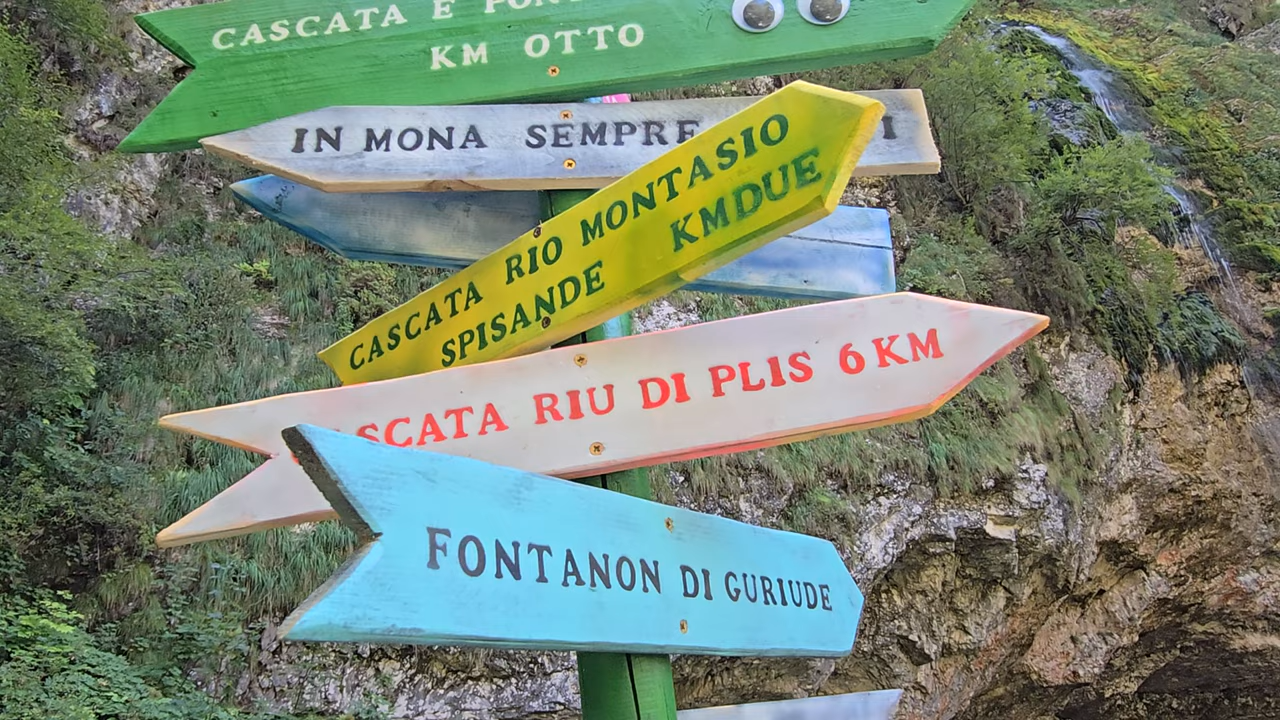 CASCATA E
KM OTTO
IN MONA SEMPRE
CASCATA RIO MONTASIO
SPISANDE KMDUE
RIU DI PLIS 6 KM
FONTANON DI GURIUDE